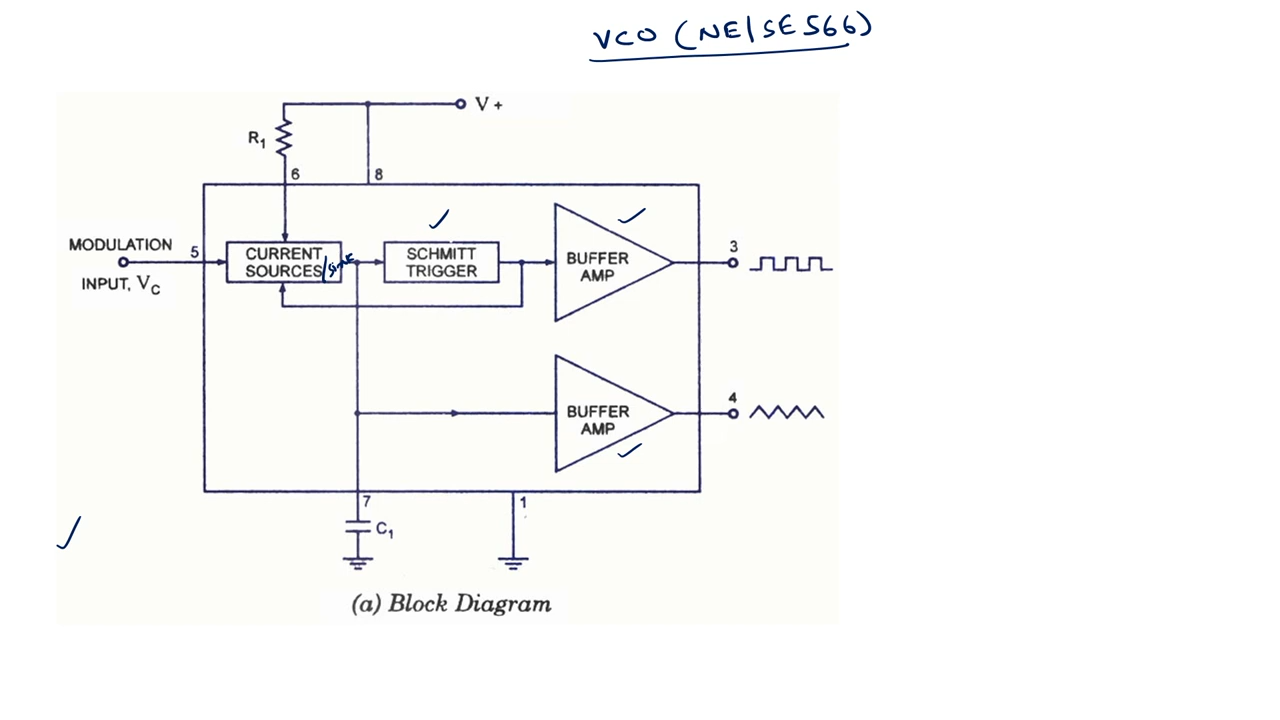 VCO (NE/SE566)
V +
R1
6
8
MODULATION
INPUT, VC
5
CURRENT
SOURCES/sink
SCHMITT
TRIGGER
BUFFER
AMP
3
BUFFER
AMP
4
7
C1
1
(a) Block Diagram